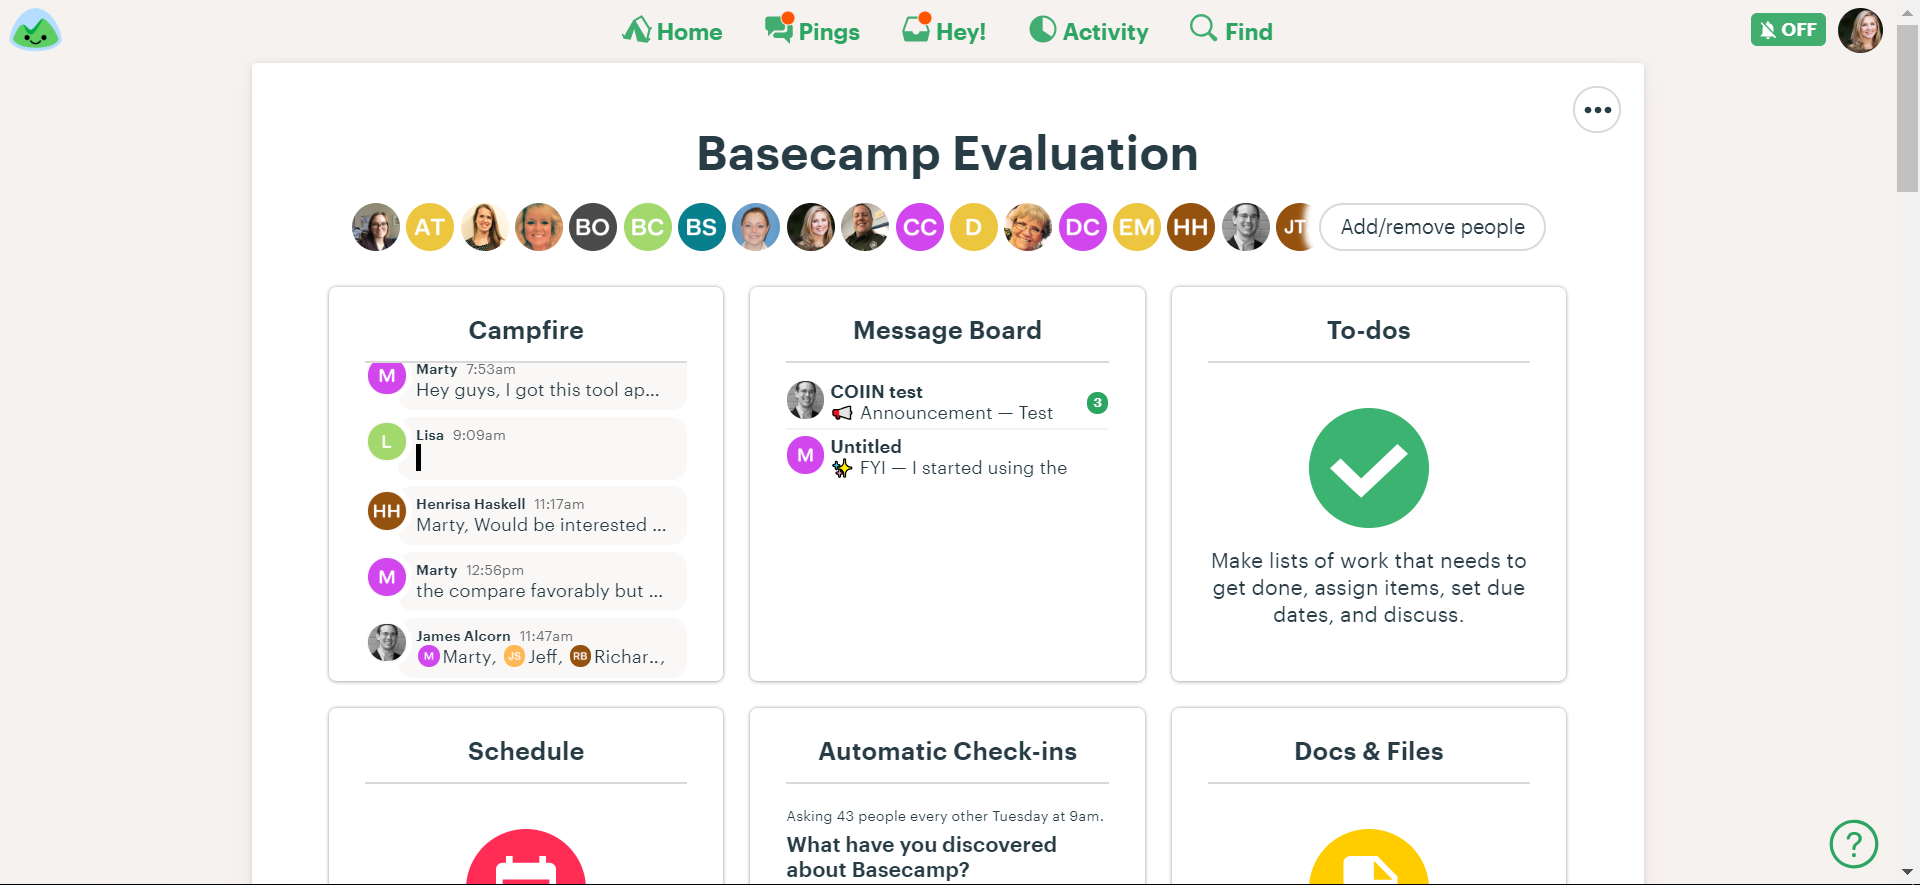 Home Pings Hey! Activity Find OFF
Basecamp Evaluation
AT BO BC BS CC D DC EM HH JT Add/remove people
Campfire
M Marty 7:53am
Hey guys, I got this tool ap...
L Lisa 9:09am
HH Henrisa Haskell 11:17am
Marty, Would be interested ...
M Marty 12:56pm
the compare favorably but ...
James Alcorn 11:47am
M Marty, JS Jeff, RB Richar..,
Message Board
COIIN test
Announcement — Test
3
M Untitled
FYI — I started using the
To-dos
Make lists of work that needs to
get done, assign items, set due
dates, and discuss.
Schedule
Automatic Check-ins
Asking 43 people every other Tuesday at 9am.
What have you discovered
about Basecamp?
Docs & Files
?